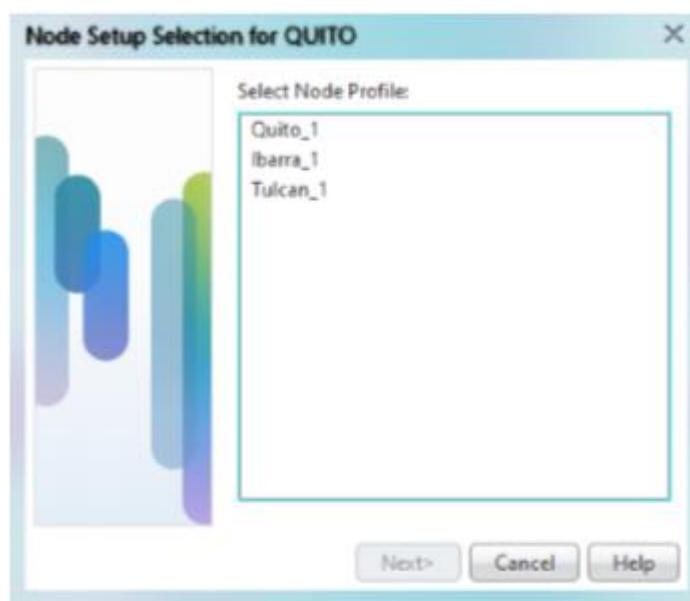 Node Setup Selection for QUITO
Select Node Profile:
Quito_1
Ibarra_1
Tulcan_1
Next>
Cancel
Help